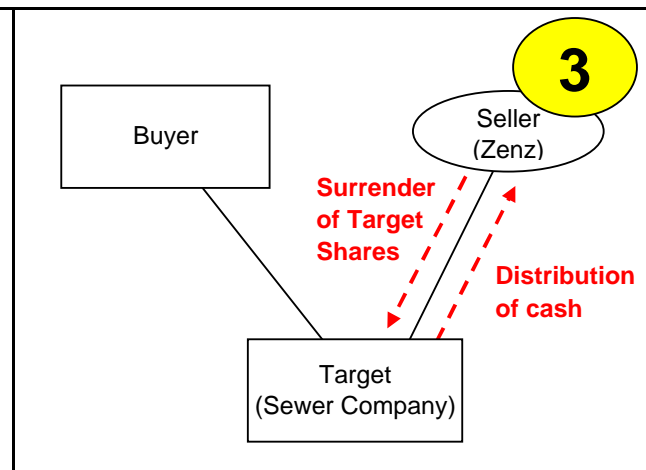 3
Buyer
Seller
(Zenz)
Surrender
of Target
Shares
Distribution
of cash
Target
(Sewer Company)